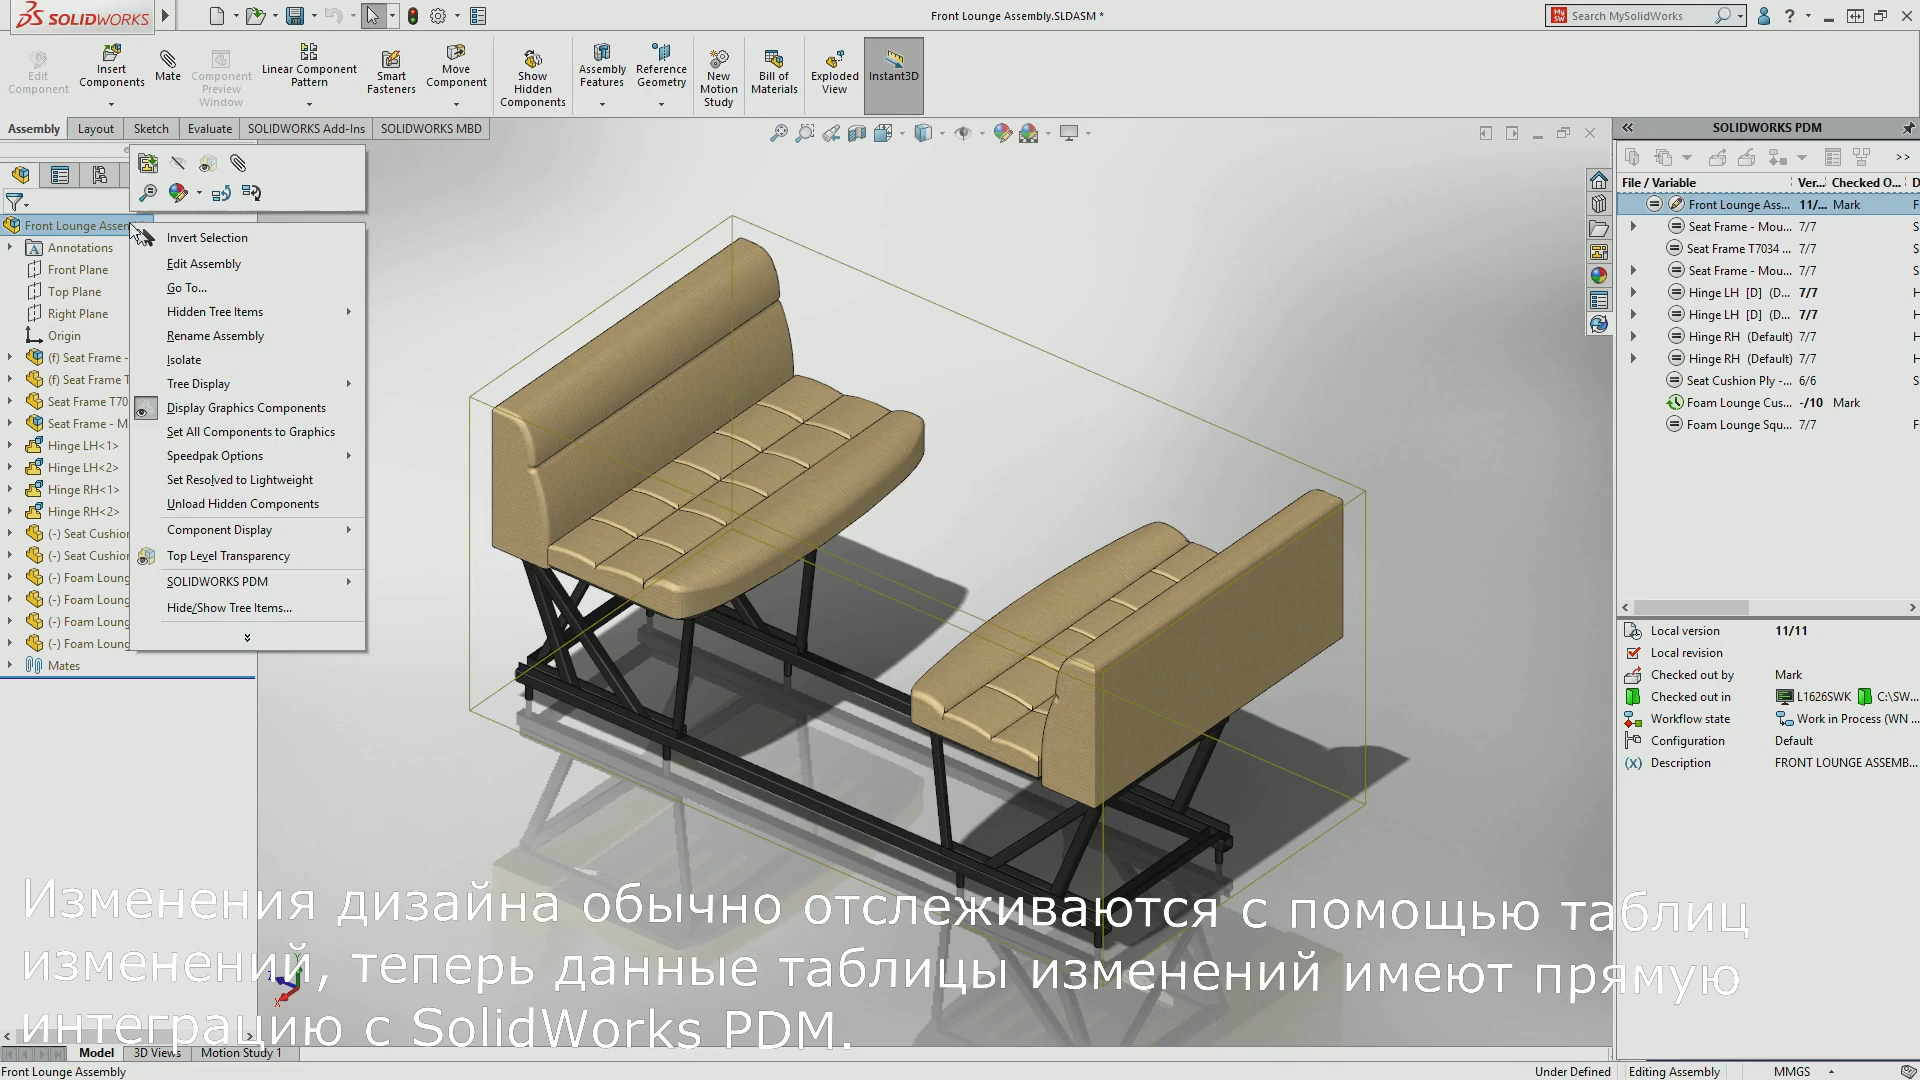 SOLIDWORKS
Front Lounge Assembly.SLDASM *
MySW
Search MySolidWorks
?
Edit Component
Insert Components
Mate
Component Preview Window
Linear Component Pattern
Smart Fasteners
Move Component
Show Hidden Components
Assembly Features
Reference Geometry
New Motion Study
Bill of Materials
Exploded View
Instant3D
Assembly
Layout
Sketch
Evaluate
SOLIDWORKS Add-Ins
SOLIDWORKS MBD
Front Lounge Assem
Annotations
Front Plane
Top Plane
Right Plane
Origin
(f) Seat Frame -
(f) Seat Frame T
Seat Frame T70
Seat Frame - M
Hinge LH<1>
Hinge LH<2>
Hinge RH<1>
Hinge RH<2>
(-) Seat Cushion
(-) Seat Cushion
(-) Foam Loung
(-) Foam Loung
(-) Foam Loung
(-) Foam Loung
Mates
Invert Selection
Edit Assembly
Go To...
Hidden Tree Items
Rename Assembly
Isolate
Tree Display
Display Graphics Components
Set All Components to Graphics
Speedpak Options
Set Resolved to Lightweight
Unload Hidden Components
Component Display
Top Level Transparency
SOLIDWORKS PDM
Hide/Show Tree Items...
SOLIDWORKS PDM
File / Variable Ver... Checked O... D
Front Lounge Ass... 11/... Mark F
Seat Frame - Mou... 7/7 S
Seat Frame T7034 ... 7/7 S
Seat Frame - Mou... 7/7 S
Hinge LH [D] (D... 7/7 H
Hinge LH [D] (D... 7/7 H
Hinge RH (Default) 7/7 H
Hinge RH (Default) 7/7 H
Seat Cushion Ply -... 6/6 S
Foam Lounge Cus... -/10 Mark
Foam Lounge Squ... 7/7 F
Local version 11/11
Local revision
Checked out by Mark
Checked out in L1626SWK C:\SW...
Workflow state Work in Process (WN ...
Configuration Default
Description FRONT LOUNGE ASSEMB...
Изменения дизайна обычно отслеживаются с помощью таблиц
изменений, теперь данные таблицы изменений имеют прямую
интеграцию с SolidWorks PDM.
Model
3D Views
Motion Study 1
Front Lounge Assembly
Under Defined
Editing Assembly
MMGS